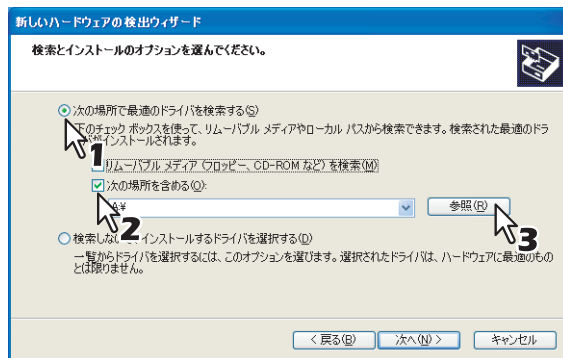 新しいハードウェアの検出ウィザード
検索とインストールのオプションを選んでください。
次の場所で最適のドライバを検索する(S)
下のチェック ボックスを使って、リムーバブル メディアやローカル パスから検索できます。検索された最適のドラ
インストールされます。
1
リムーバブル メディア (フロッピー、CD-ROM など) を検索(M)
次の場所を含める(O):
A¥
参照(R)
2
3
検索しない インストールするドライバを選択する(D)
一覧からドライバを選択するには、このオプションを選びます。選択されたドライバは、ハードウェアに最適のもの
とは限りません。
< 戻る(B)
次へ(N) >
キャンセル